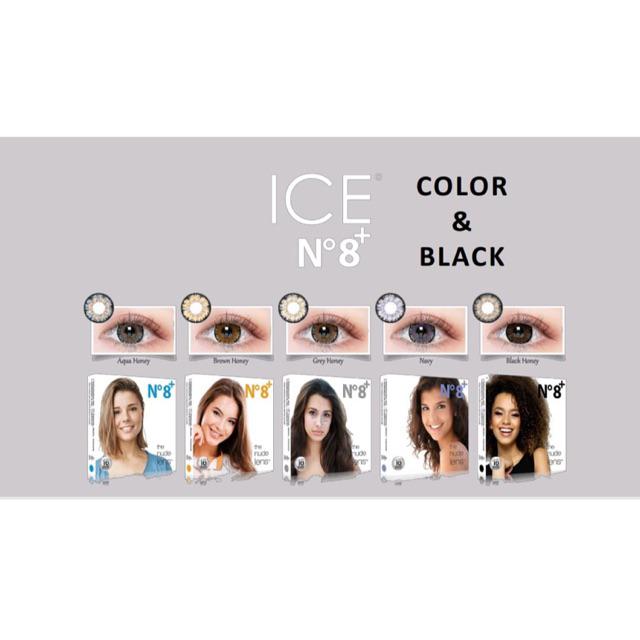 ICE®
N°8+
COLOR
&
BLACK
Aqua Honey
Brown Honey
Grey Honey
Navy
Black Honey
N°8+
the
nude
lens
N°8+
the
nude
lens
N°8+
the
nude
lens
N°8+
the
nude
lens
N°8+
the
nude
lens